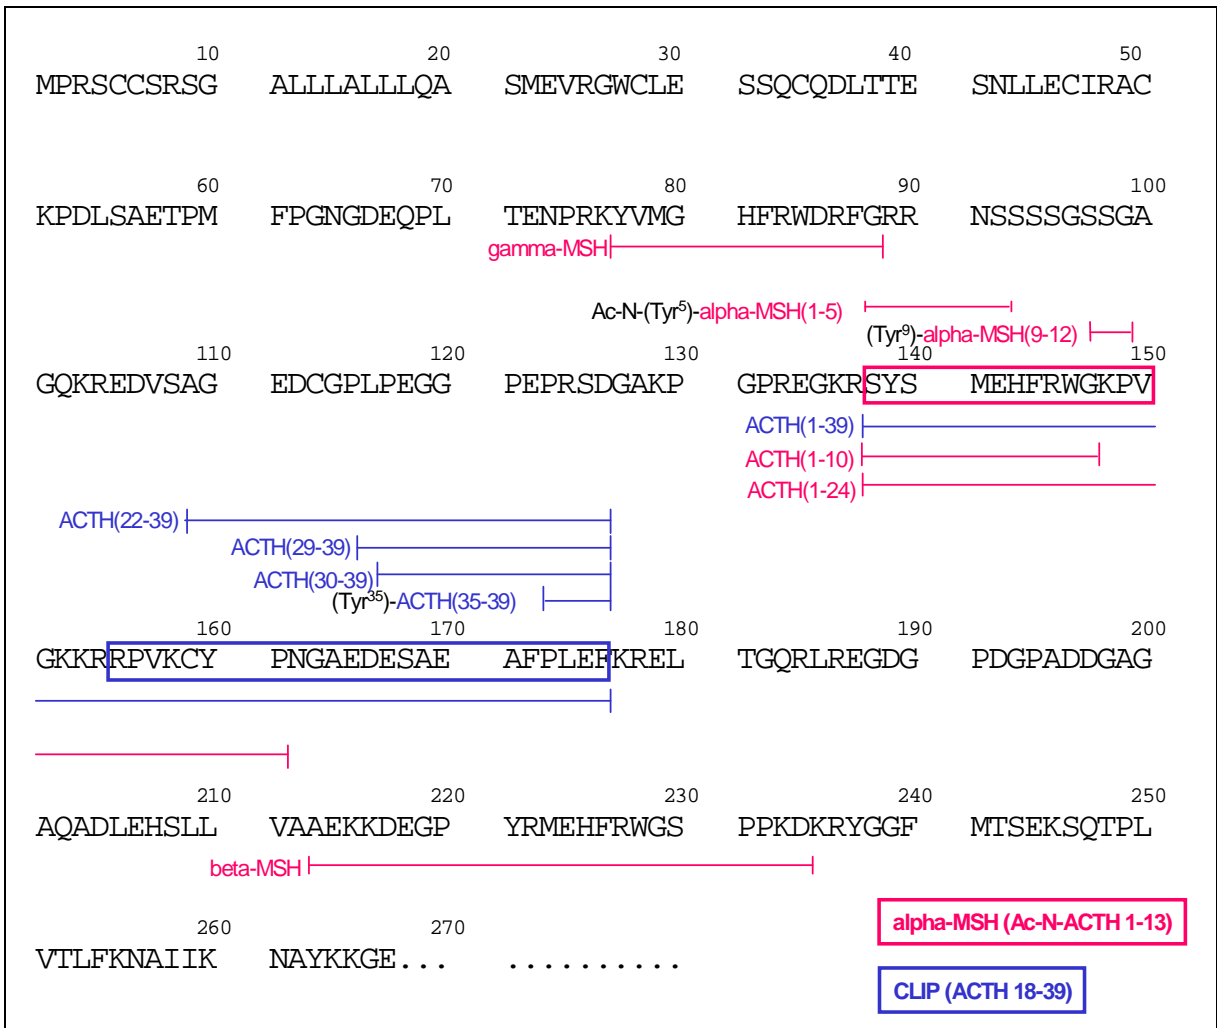 10 20 30 40 50
MPRSCCSRSG ALLLALLLQA SMEVRGWCLE SSQCQDLTTE SNLLECIRAC
60 70 80 90 100
KPDLSAETPM FPGNGDEQPL TENPRKYVMG HFRWDRFGRR NSSSSGSSGA
gamma-MSH
Ac-N-(Tyr⁵)-alpha-MSH(1-5)
(Tyr⁹)-alpha-MSH(9-12)
110 120 130 140 150
GQKREDVSAG EDCGPLPEGG PEPRSDGAKP GPREGKRSYS MEHFRWGKPV
ACTH(1-39)
ACTH(1-10)
ACTH(1-24)
ACTH(22-39)
ACTH(29-39)
ACTH(30-39)
(Tyr³⁵)-ACTH(35-39)
160 170 180 190 200
GKKRRPVKCY PNGAEDESAE AFPLEFKREL TGQRLREGDG PDGPADDGAG
210 220 230 240 250
AQADLEHSLL VAAEKKDEGP YRMEHFRWGS PPKDKRYGGF MTSEKSQTPL
beta-MSH
260 270
VTLFKNAIIK NAYKKGE... ..........
alpha-MSH (Ac-N-ACTH 1-13)
CLIP (ACTH 18-39)